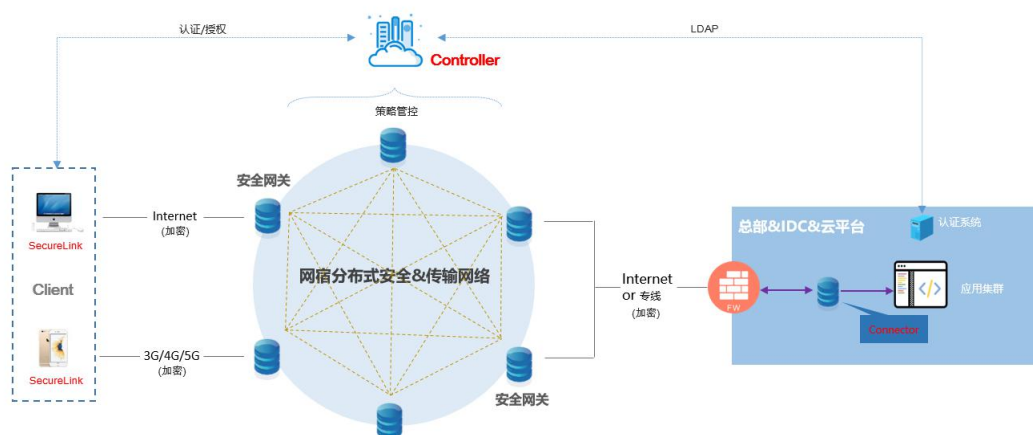 认证/授权
LDAP
Controller
策略管控
安全网关
Internet
(加密)
SecureLink
Client
网宿分布式安全&传输网络
3G/4G/5G
(加密)
SecureLink
安全网关
Internet
or 专线
(加密)
FW
总部&IDC&云平台
认证系统
应用集群
Connector